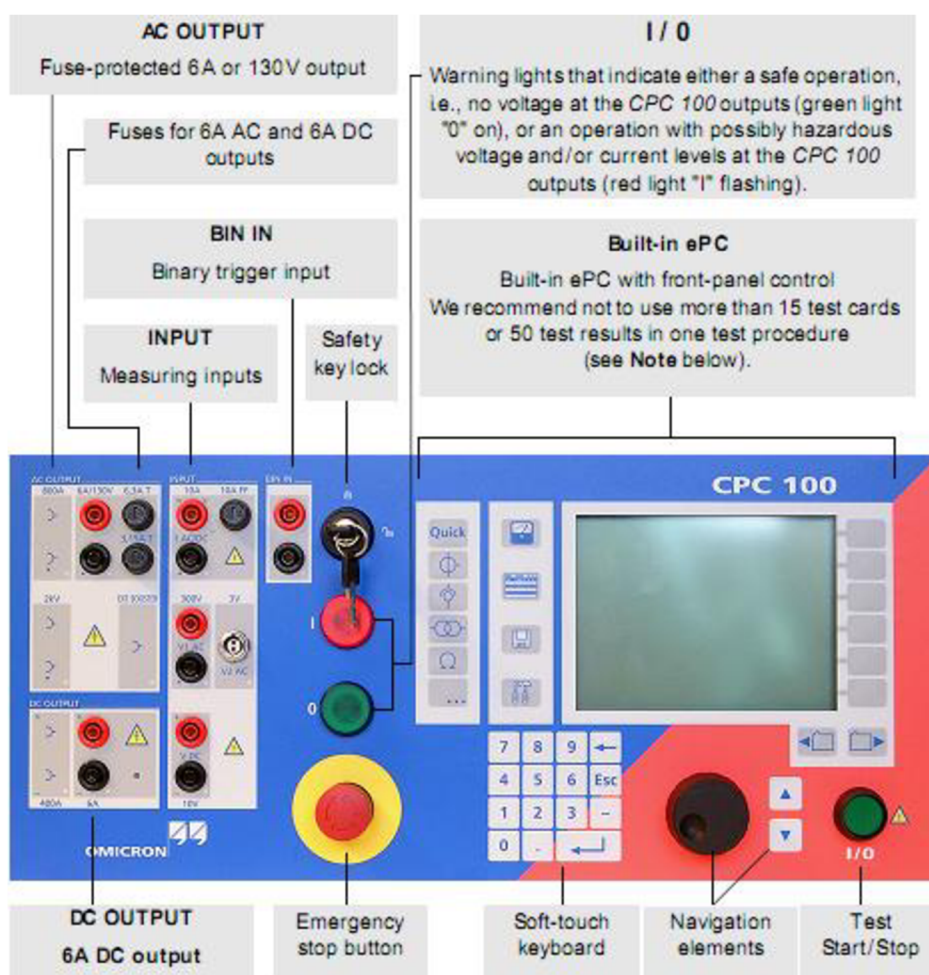 AC OUTPUT
Fuse-protected 6A or 130V output
Fuses for 6A AC and 6A DC
outputs
BIN IN
Binary trigger input
INPUT
Measuring inputs
Safety
key lock
I / 0
Warning lights that indicate either a safe operation,
i.e., no voltage at the CPC 100 outputs (green light
"0" on), or an operation with possibly hazardous
voltage and/or current levels at the CPC 100
outputs (red light "I" flashing).
Built-in ePC
Built-in ePC with front-panel control
We recommend not to use more than 15 test cards
or 50 test results in one test procedure
(see Note below).
AC OUTPUT
800A 6A/130V 6.3A T
3.15A T
2kV EXT. BOOSTER
DC OUTPUT
400A 6A
INPUT
10A 10A FF
I AC/DC
300V 3V
V1 AC V2 AC
V DC
10V
BIN IN
I
0
OMICRON
CPC 100
Quick
Ω
...
7 8 9 ←
4 5 6 Esc
1 2 3 –
0 .
I/O
DC OUTPUT
6A DC output
Emergency
stop button
Soft-touch
keyboard
Navigation
elements
Test
Start/Stop